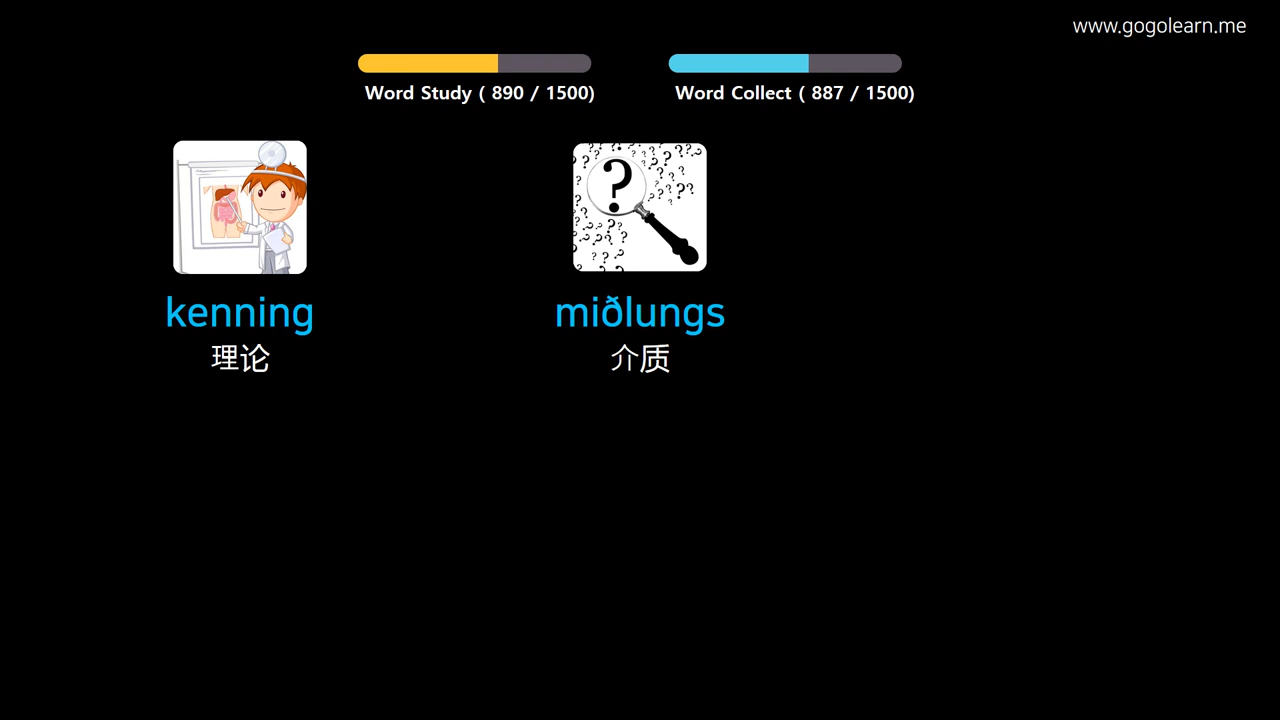 www.gogolearn.me
Word Study ( 890 / 1500)
Word Collect ( 887 / 1500)
kenning
理论
miðlungs
介质